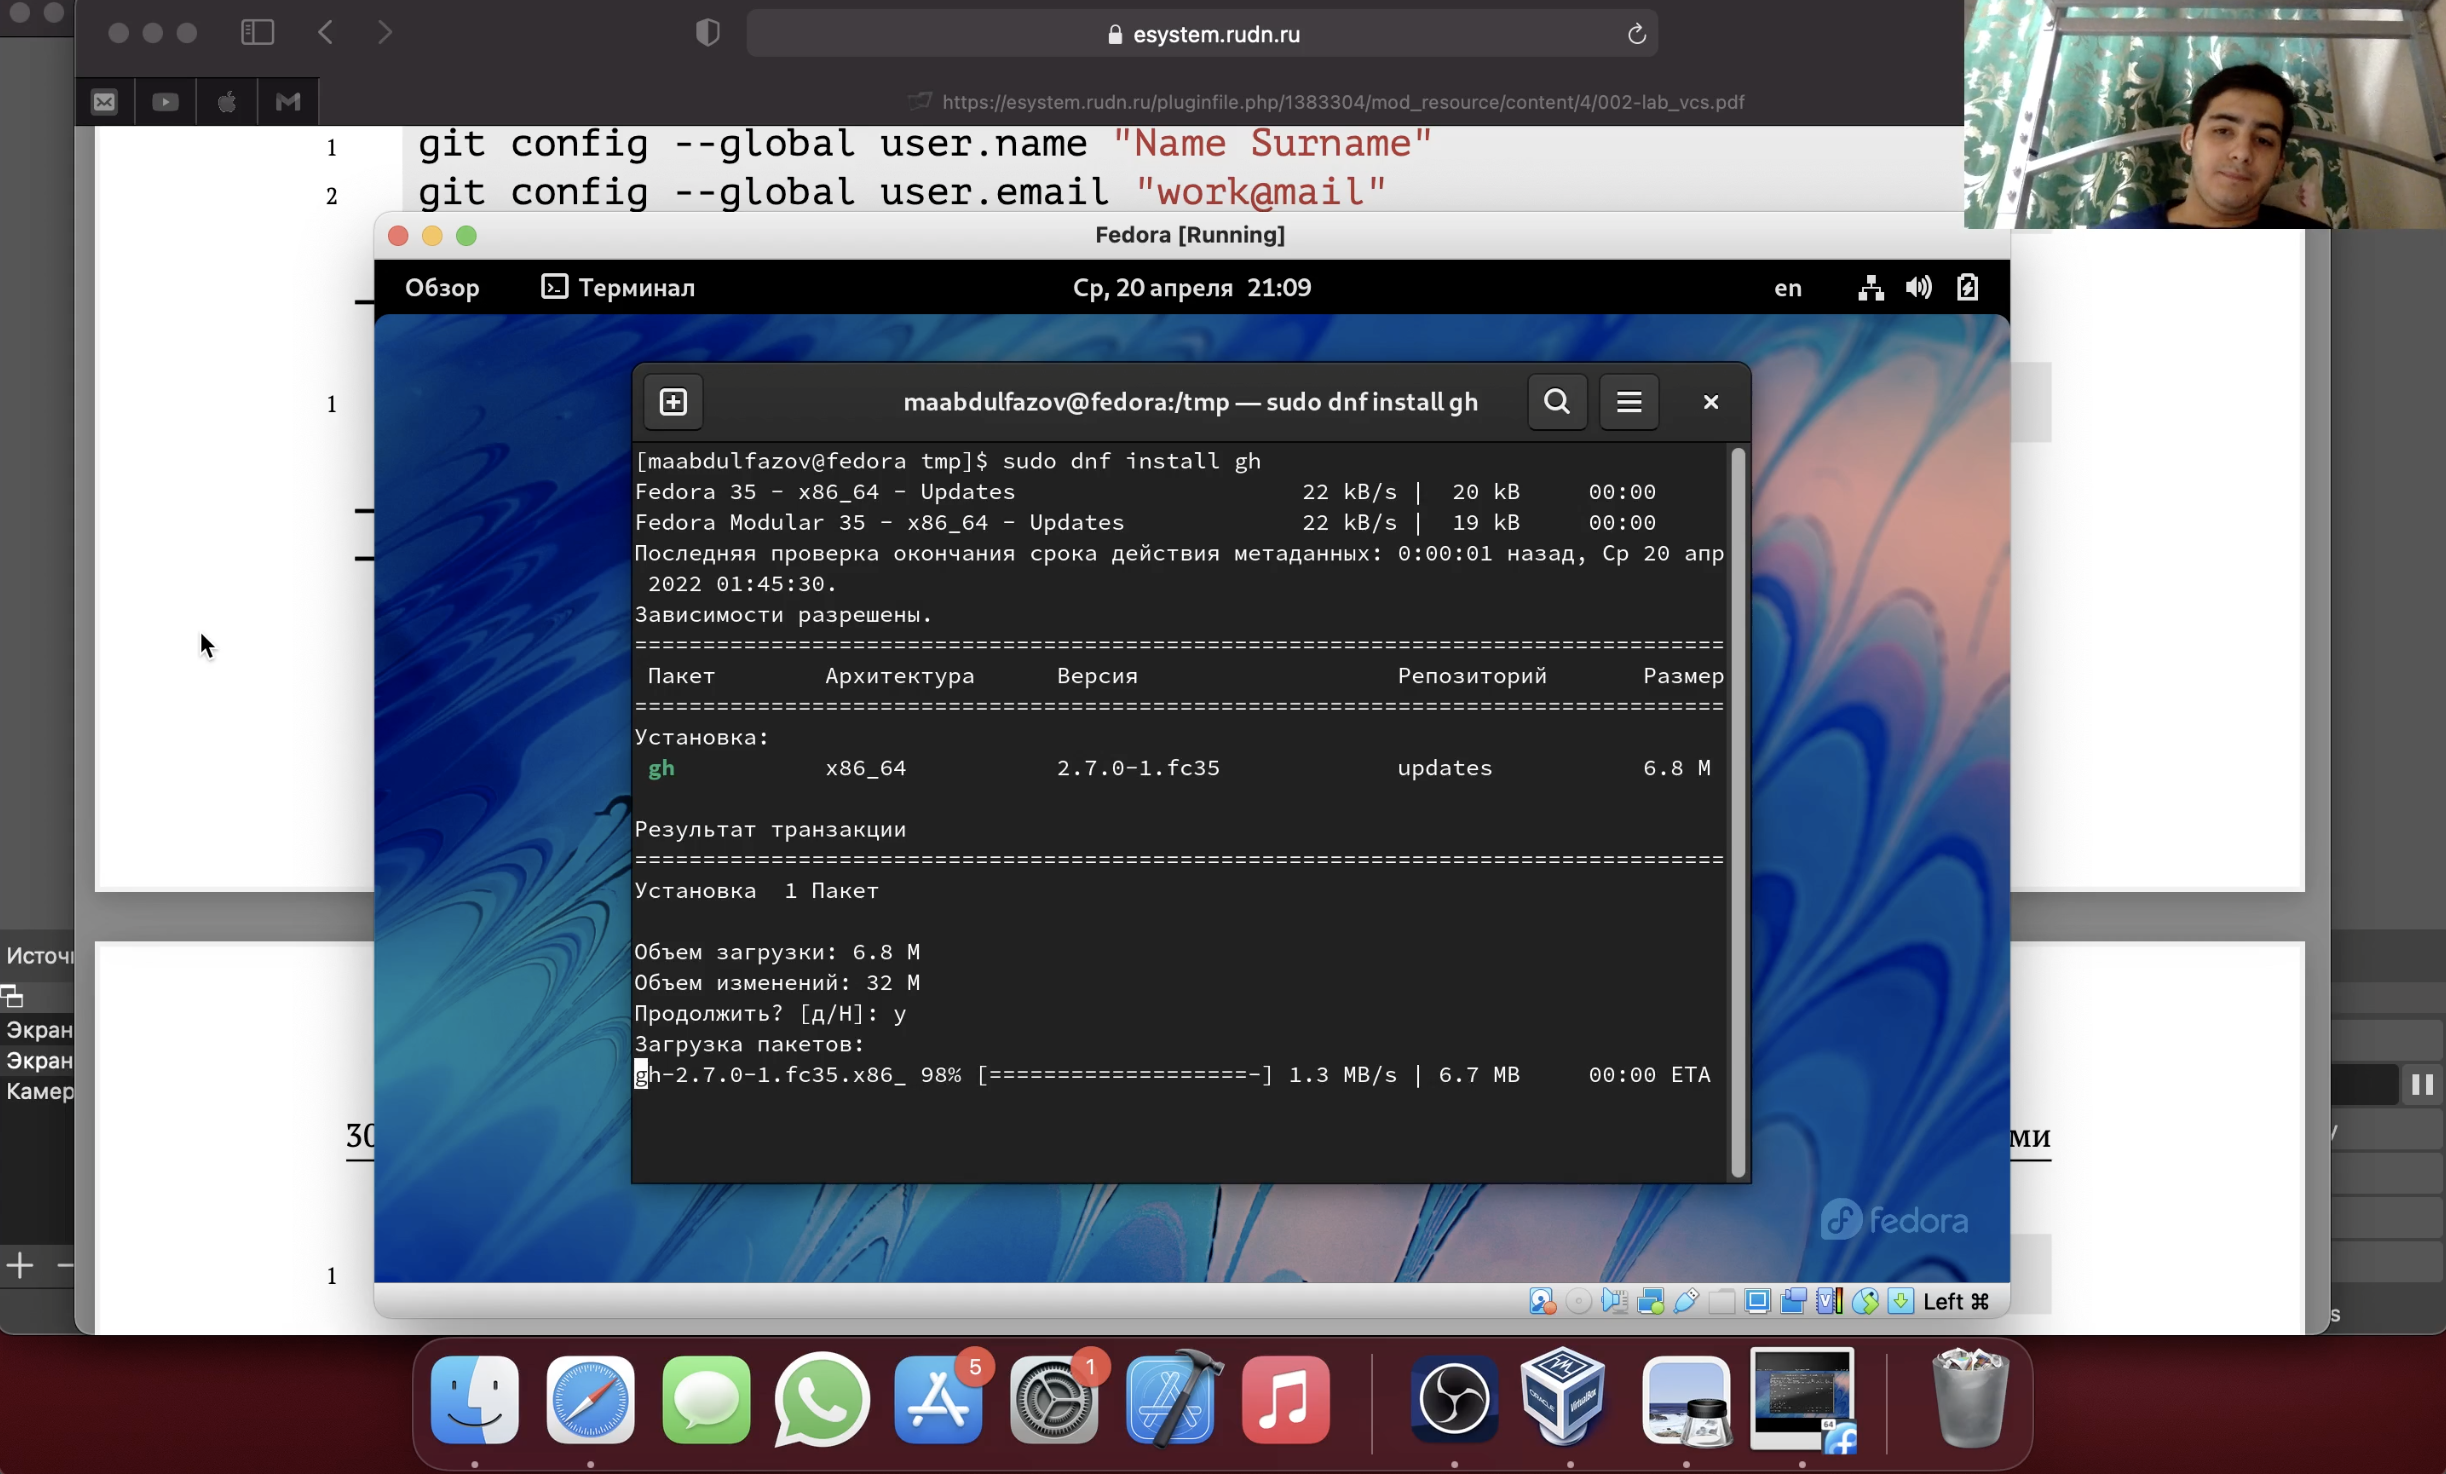 esystem.rudn.ru
https://esystem.rudn.ru/pluginfile.php/1383304/mod_resource/content/4/002-lab_vcs.pdf
1 git config --global user.name "Name Surname"
2 git config --global user.email "work@mail"
Fedora [Running]
Обзор Терминал Ср, 20 апреля 21:09 en
1
maabdulfazov@fedora:/tmp — sudo dnf install gh
[maabdulfazov@fedora tmp]$ sudo dnf install gh
Fedora 35 - x86_64 - Updates 22 kB/s | 20 kB 00:00
Fedora Modular 35 - x86_64 - Updates 22 kB/s | 19 kB 00:00
Последняя проверка окончания срока действия метаданных: 0:00:01 назад, Ср 20 апр
2022 01:45:30.
Зависимости разрешены.
================================================================================
Пакет Архитектура Версия Репозиторий Размер
================================================================================
Установка:
gh x86_64 2.7.0-1.fc35 updates 6.8 M
Результат транзакции
================================================================================
Установка 1 Пакет
Объем загрузки: 6.8 M
Объем изменений: 32 M
Продолжить? [д/Н]: y
Загрузка пакетов:
gh-2.7.0-1.fc35.x86_ 98% [===================-] 1.3 MB/s | 6.7 MB 00:00 ETA
Источ
Экран
Экран
Камер
30
ми
1
fedora
Left ⌘
s
5
1
VirtualBox
64